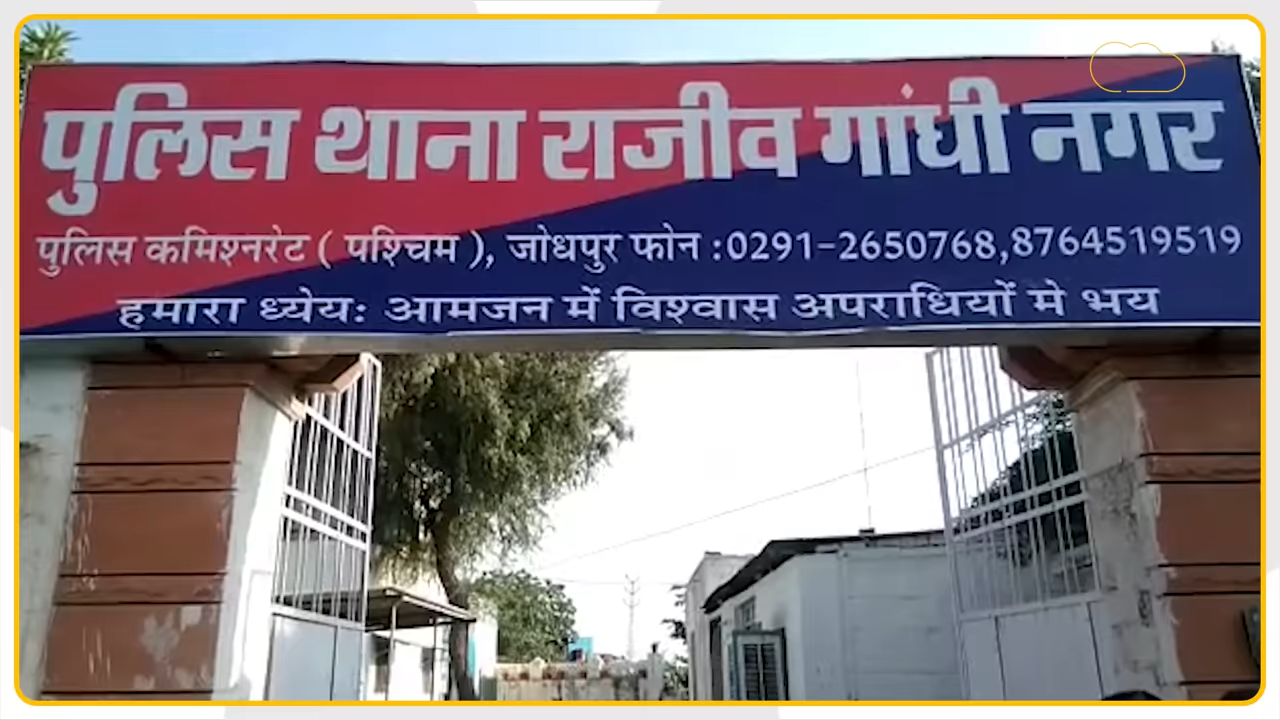 पुलिस थाना राजीव गांधी नगर
पुलिस कमिश्नरेट ( पश्चिम ), जोधपुर फोन :0291-2650768,8764519519
हमारा ध्येय: आमजन में विश्वास अपराधियों मे भय